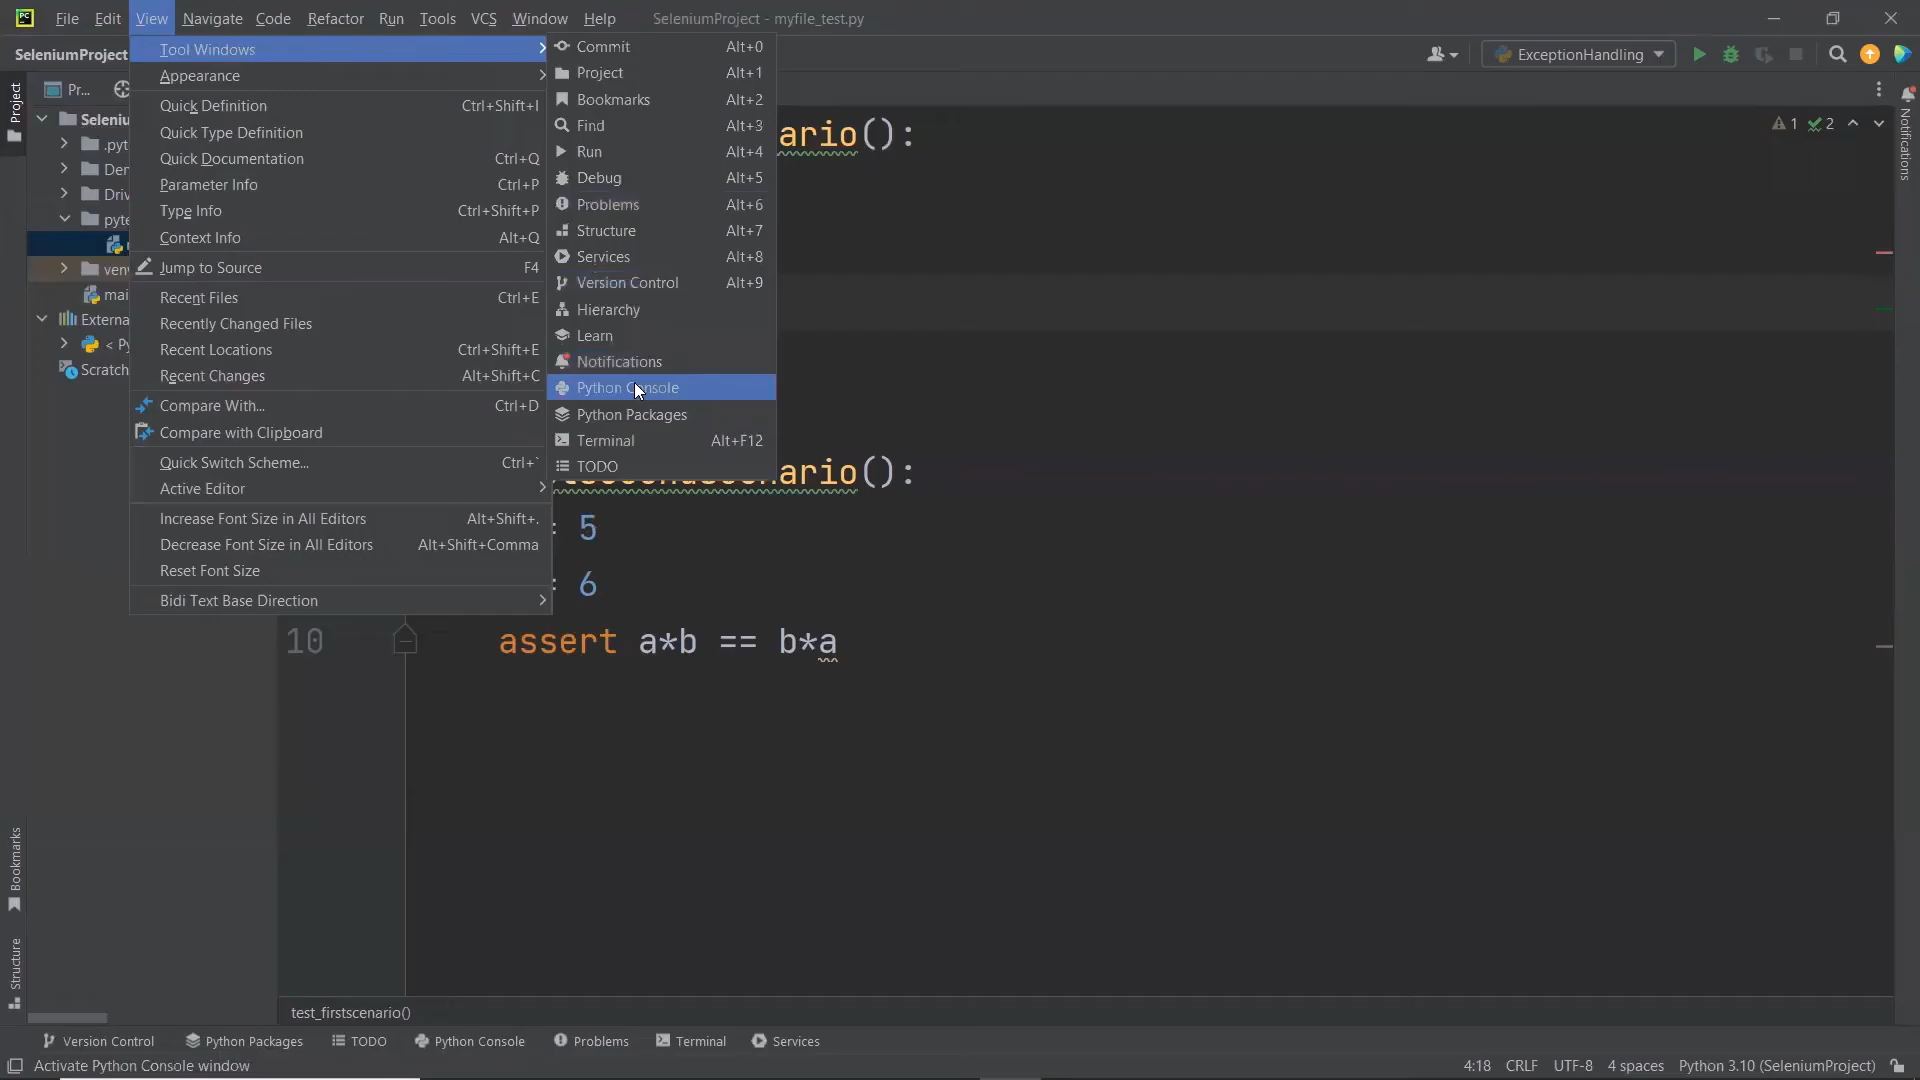 File Edit View Navigate Code Refactor Run Tools VCS Window Help SeleniumProject - myfile_test.py
SeleniumProject
ExceptionHandling
Project
Pr...
Seleniu
.pyt
Der
Driv
pyte
venv
mai
Externa
< Py
Scratch
Bookmarks
Structure
Tool Windows
Appearance
Quick Definition Ctrl+Shift+I
Quick Type Definition
Quick Documentation Ctrl+Q
Parameter Info Ctrl+P
Type Info Ctrl+Shift+P
Context Info Alt+Q
Jump to Source F4
Recent Files Ctrl+E
Recently Changed Files
Recent Locations Ctrl+Shift+E
Recent Changes Alt+Shift+C
Compare With... Ctrl+D
Compare with Clipboard
Quick Switch Scheme... Ctrl+`
Active Editor
Increase Font Size in All Editors Alt+Shift+.
Decrease Font Size in All Editors Alt+Shift+Comma
Reset Font Size
Bidi Text Base Direction
Commit Alt+0
Project Alt+1
Bookmarks Alt+2
Find Alt+3
Run Alt+4
Debug Alt+5
Problems Alt+6
Structure Alt+7
Services Alt+8
Version Control Alt+9
Hierarchy
Learn
Notifications
Python Console
Python Packages
Terminal Alt+F12
TODO
ario():
1 2
Notifications
ario():
5
6
10 assert a*b == b*a
test_firstscenario()
Version Control Python Packages TODO Python Console Problems Terminal Services
Activate Python Console window 4:18 CRLF UTF-8 4 spaces Python 3.10 (SeleniumProject)